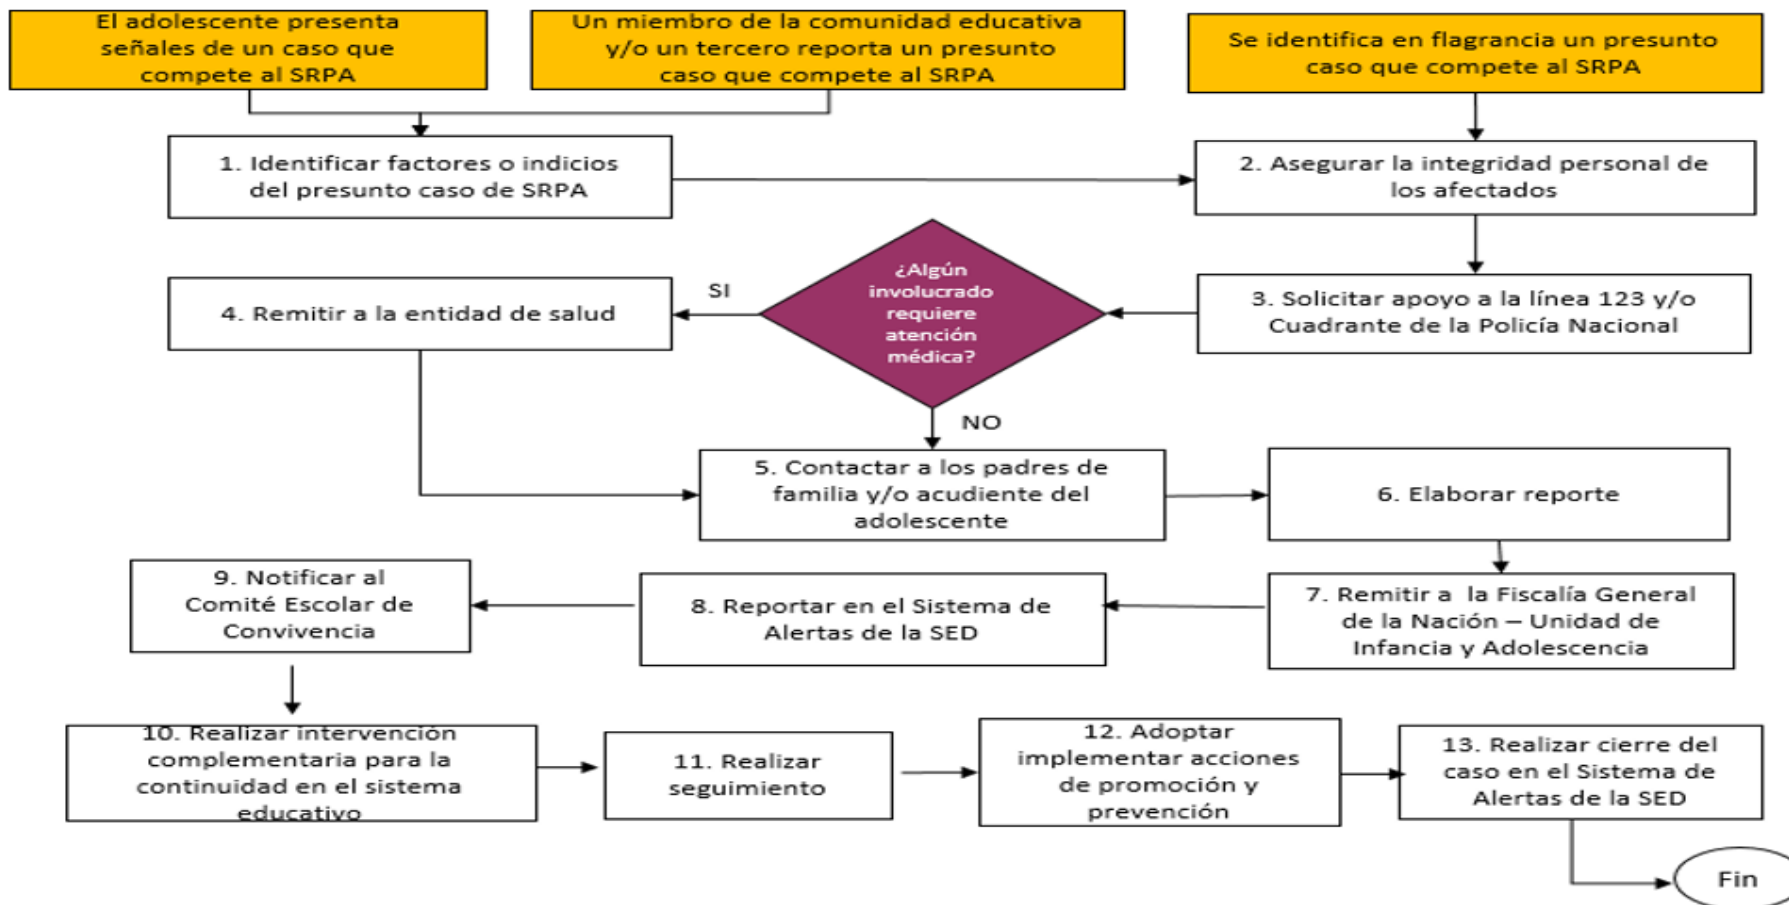 El adolescente presenta
señales de un caso que
compete al SRPA
Un miembro de la comunidad educativa
y/o un tercero reporta un presunto
caso que compete al SRPA
Se identifica en flagrancia un presunto
caso que compete al SRPA
1. Identificar factores o indicios
del presunto caso de SRPA
2. Asegurar la integridad personal de
los afectados
¿Algún
involucrado
requiere
atención
médica?
SI
4. Remitir a la entidad de salud
3. Solicitar apoyo a la línea 123 y/o
Cuadrante de la Policía Nacional
NO
5. Contactar a los padres de
familia y/o acudiente del
adolescente
6. Elaborar reporte
9. Notificar al
Comité Escolar de
Convivencia
8. Reportar en el Sistema de
Alertas de la SED
7. Remitir a  la Fiscalía General
de la Nación – Unidad de
Infancia y Adolescencia
10. Realizar intervención
complementaria para la
continuidad en el sistema
educativo
11. Realizar
seguimiento
12. Adoptar
implementar acciones
de promoción y
prevención
13. Realizar cierre del
caso en el Sistema de
Alertas de la SED
Fin